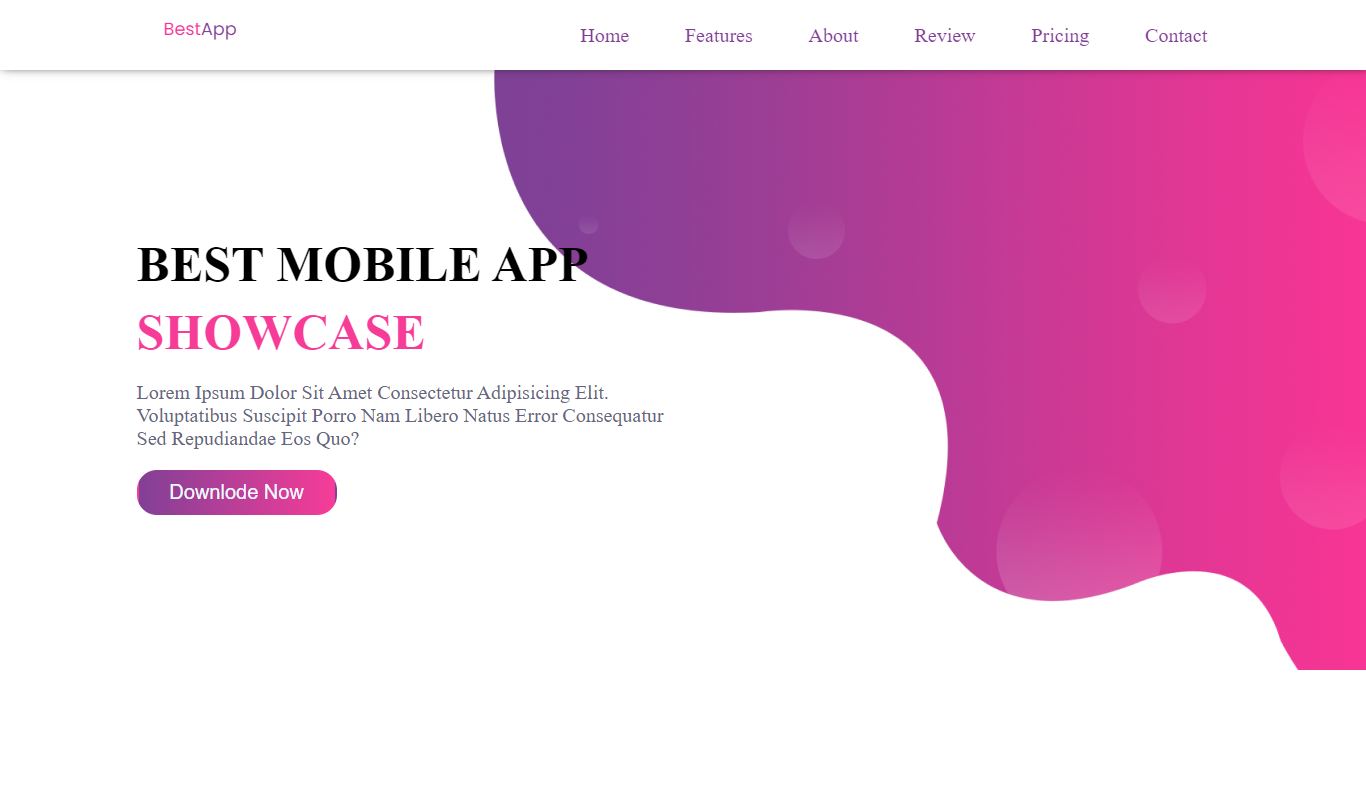 BestApp
Home Features About Review Pricing Contact
BEST MOBILE APP
SHOWCASE
Lorem Ipsum Dolor Sit Amet Consectetur Adipisicing Elit.
Voluptatibus Suscipit Porro Nam Libero Natus Error Consequatur
Sed Repudiandae Eos Quo?
Downlode Now